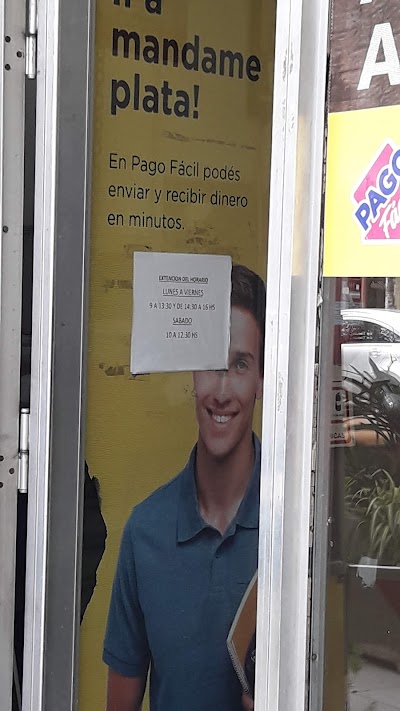 mandame
plata!
En Pago Fácil podés
enviar y recibir dinero
en minutos.
EXTENCION DEL HORARIO
LUNES A VIERNES
9 A 13:30 Y DE 14:30 A 16 HS
SABADO
10 A 12:30 HS
A
PAGO